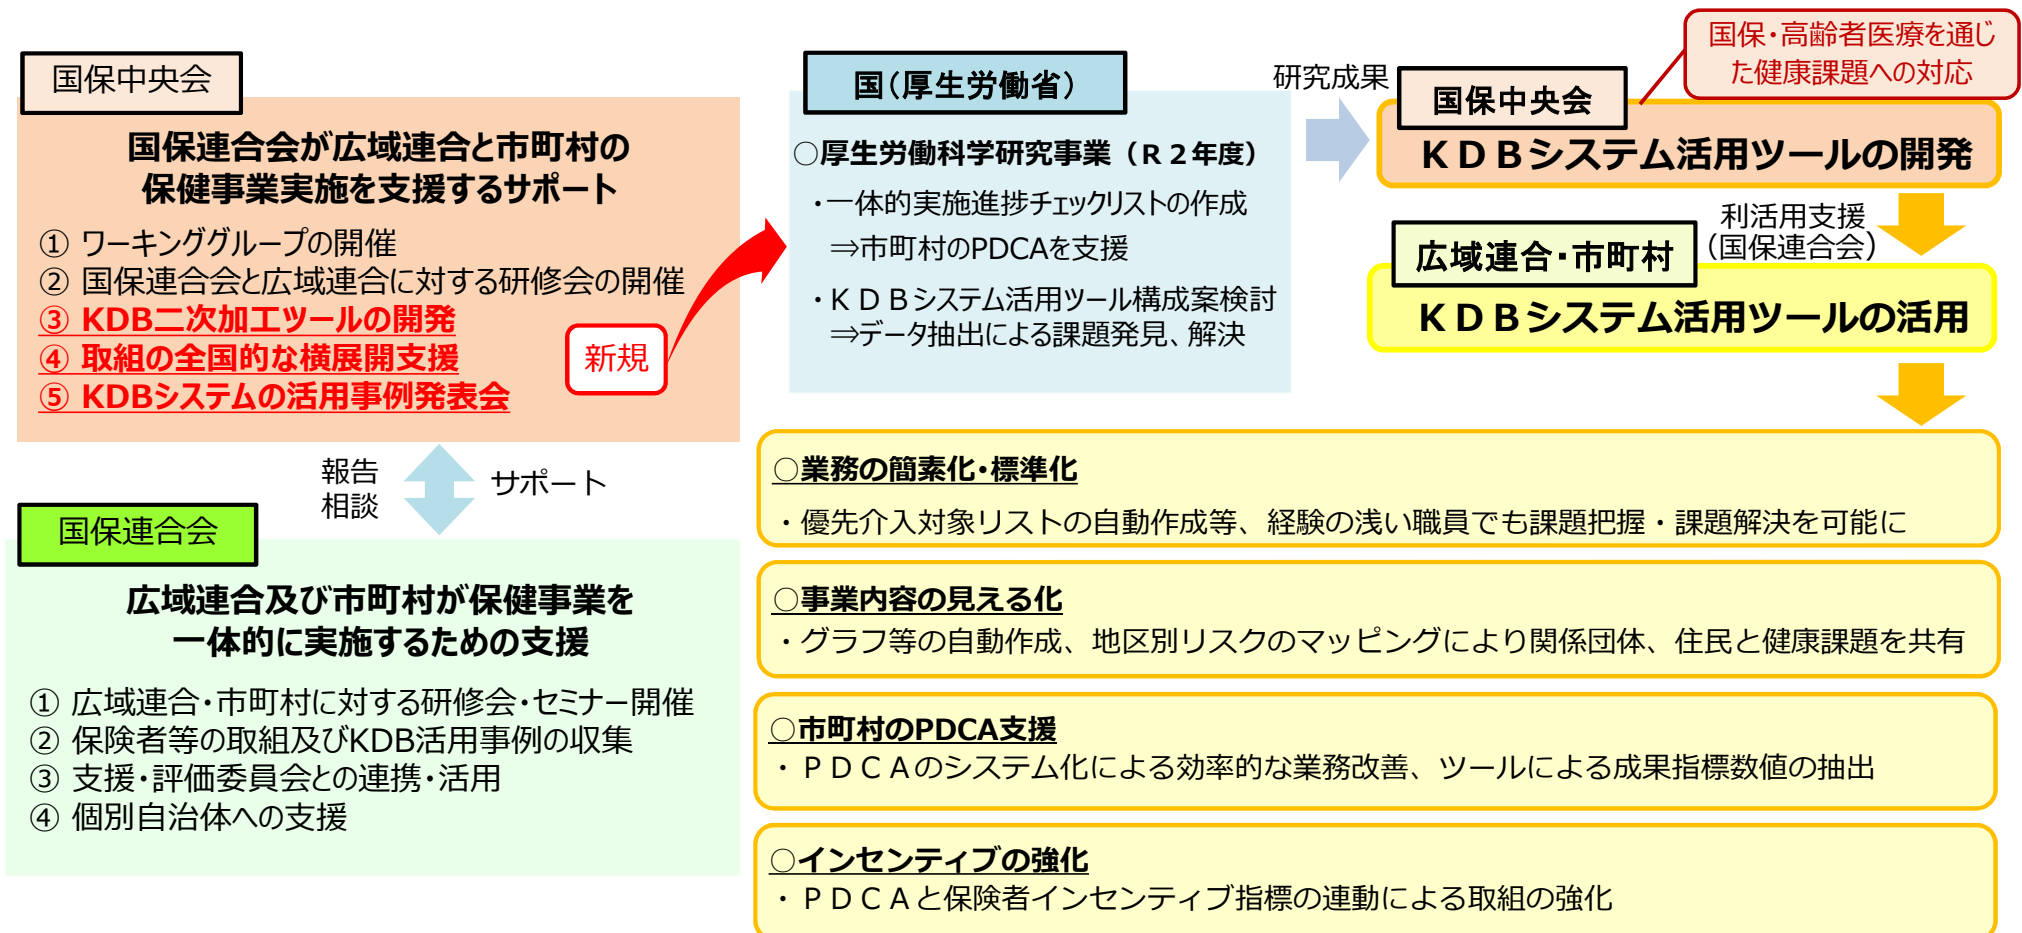 国保中央会
国保連合会が広域連合と市町村の
保健事業実施を支援するサポート
① ワーキンググループの開催
② 国保連合会と広域連合に対する研修会の開催
③ KDB二次加工ツールの開発
④ 取組の全国的な横展開支援
⑤ KDBシステムの活用事例発表会
新規
報告
相談
サポート
国保連合会
広域連合及び市町村が保健事業を
一体的に実施するための支援
① 広域連合・市町村に対する研修会・セミナー開催
② 保険者等の取組及びKDB活用事例の収集
③ 支援・評価委員会との連携・活用
④ 個別自治体への支援
国(厚生労働省)
○厚生労働科学研究事業（R２年度）
・一体的実施進捗チェックリストの作成
⇒市町村のPDCAを支援
・ＫＤＢシステム活用ツール構成案検討
⇒データ抽出による課題発見、解決
研究成果
国保・高齢者医療を通じ
た健康課題への対応
国保中央会
ＫＤＢシステム活用ツールの開発
利活用支援
（国保連合会）
広域連合・市町村
ＫＤＢシステム活用ツールの活用
○業務の簡素化・標準化
・優先介入対象リストの自動作成等、経験の浅い職員でも課題把握・課題解決を可能に
○事業内容の見える化
・グラフ等の自動作成、地区別リスクのマッピングにより関係団体、住民と健康課題を共有
○市町村のPDCA支援
・ＰＤＣＡのシステム化による効率的な業務改善、ツールによる成果指標数値の抽出
○インセンティブの強化
・ＰＤＣＡと保険者インセンティブ指標の連動による取組の強化